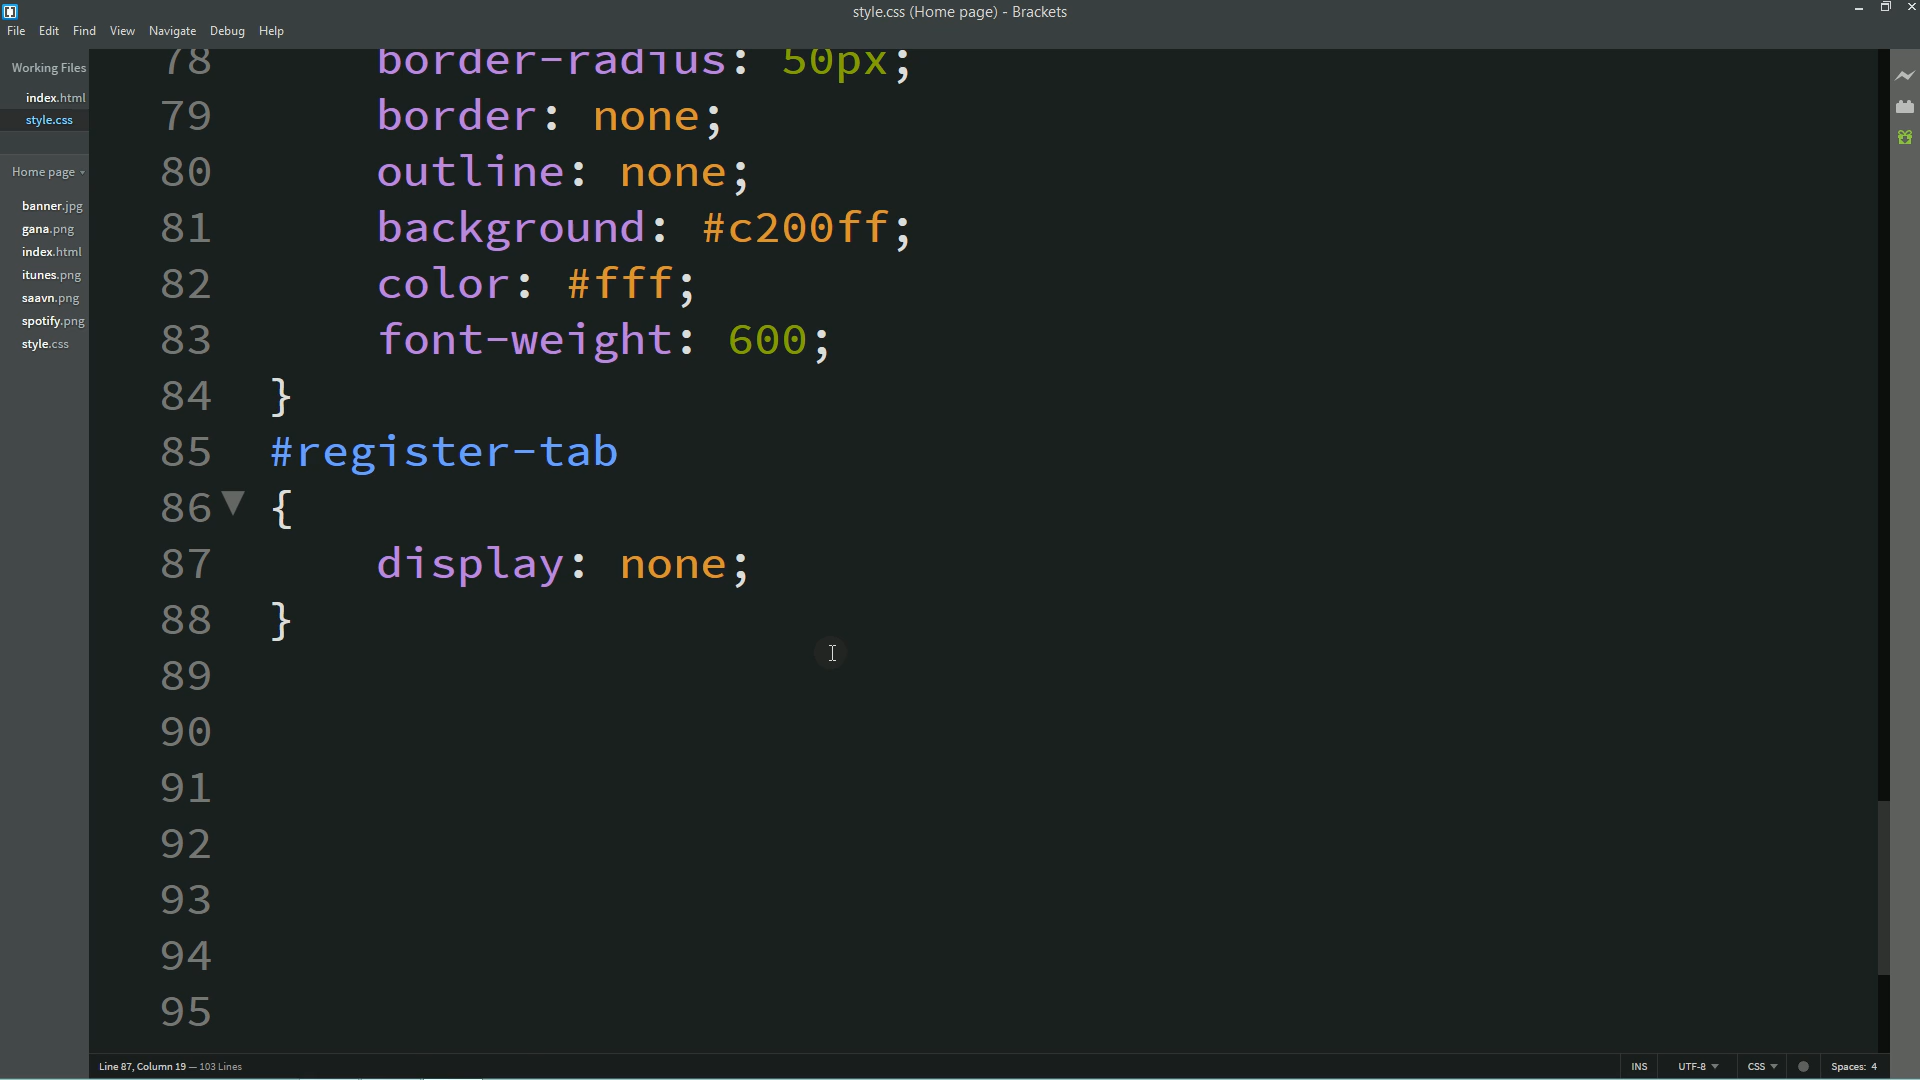 style.css (Home page) - Brackets
File Edit Find View Navigate Debug Help
Working Files
index.html
style.css
Home page
banner.jpg
gana.png
index.html
itunes.png
saavn.png
spotify.png
style.css
78 border-radius: 50px;
79 border: none;
80 outline: none;
81 background: #c200ff;
82 color: #fff;
83 font-weight: 600;
84 }
85 #register-tab
86 {
87 display: none;
88 }
89
90
91
92
93
94
95
Line 87, Column 19 — 103 Lines
INS UTF-8 CSS Spaces: 4